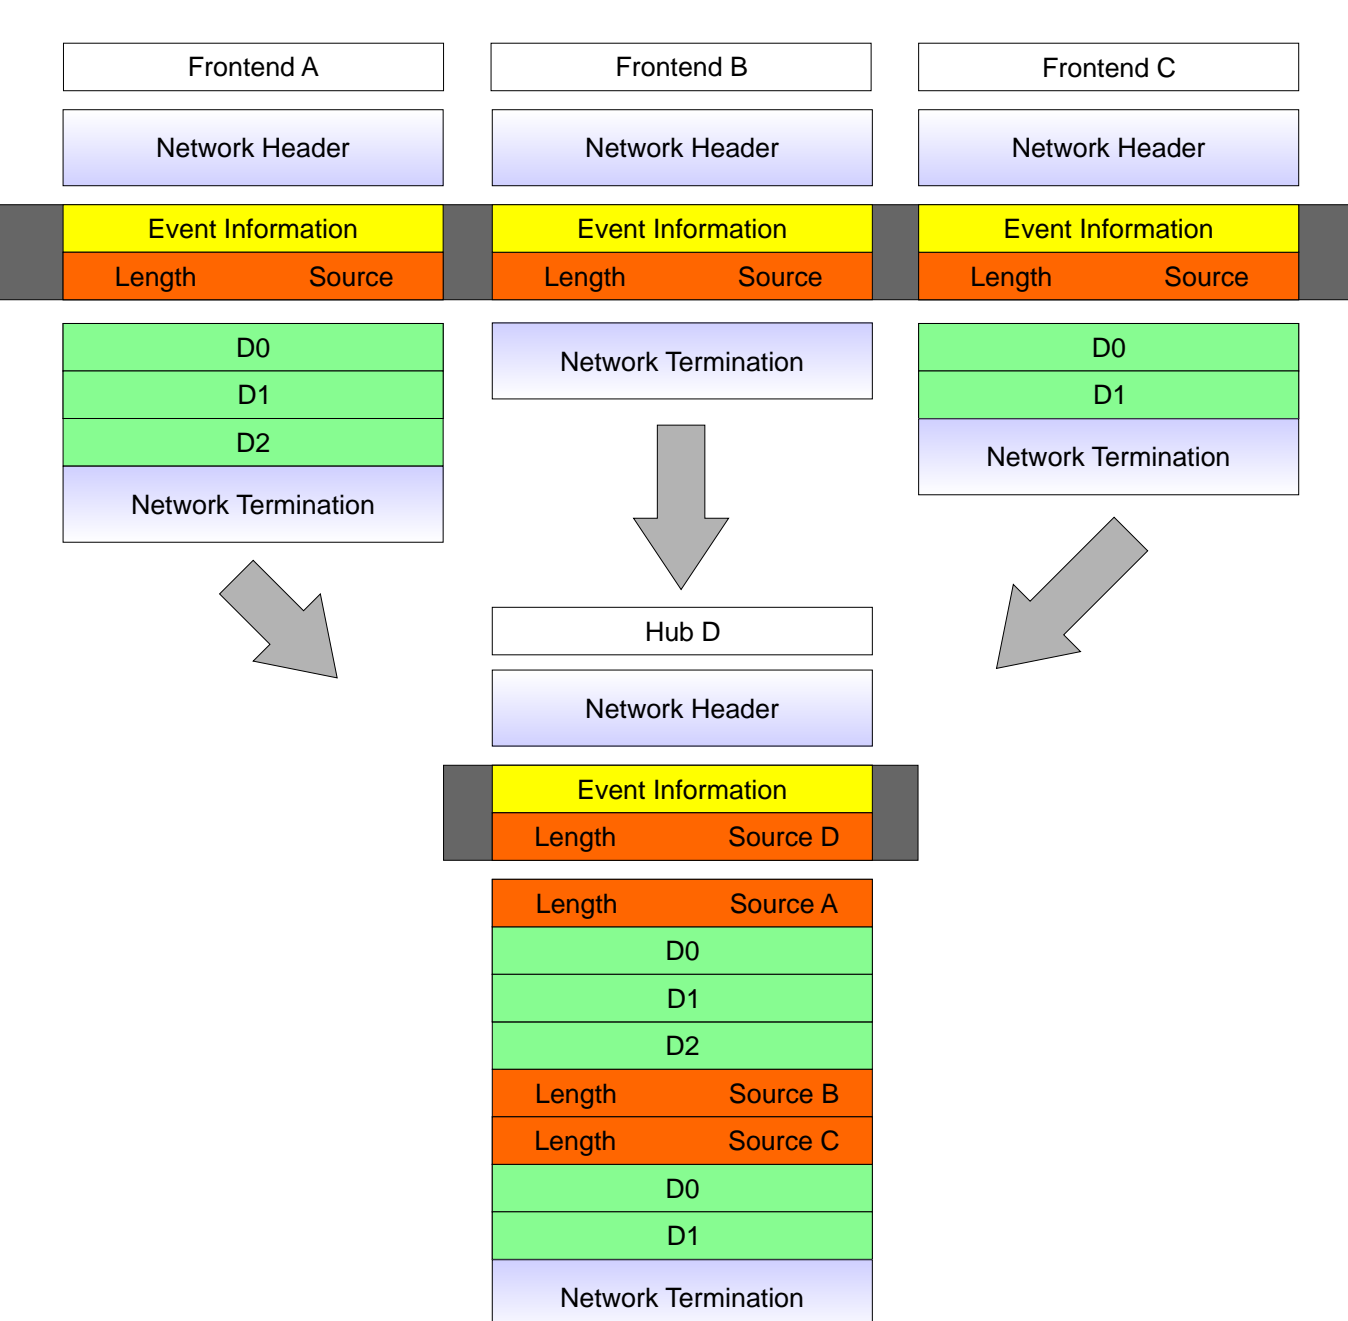 Frontend A
Frontend B
Frontend C
Network Header
Network Header
Network Header
Event Information
Event Information
Event Information
Length Source
Length Source
Length Source
D0
D1
D2
Network Termination
Network Termination
D0
D1
Network Termination
Hub D
Network Header
Event Information
Length Source D
Length Source A
D0
D1
D2
Length Source B
Length Source C
D0
D1
Network Termination